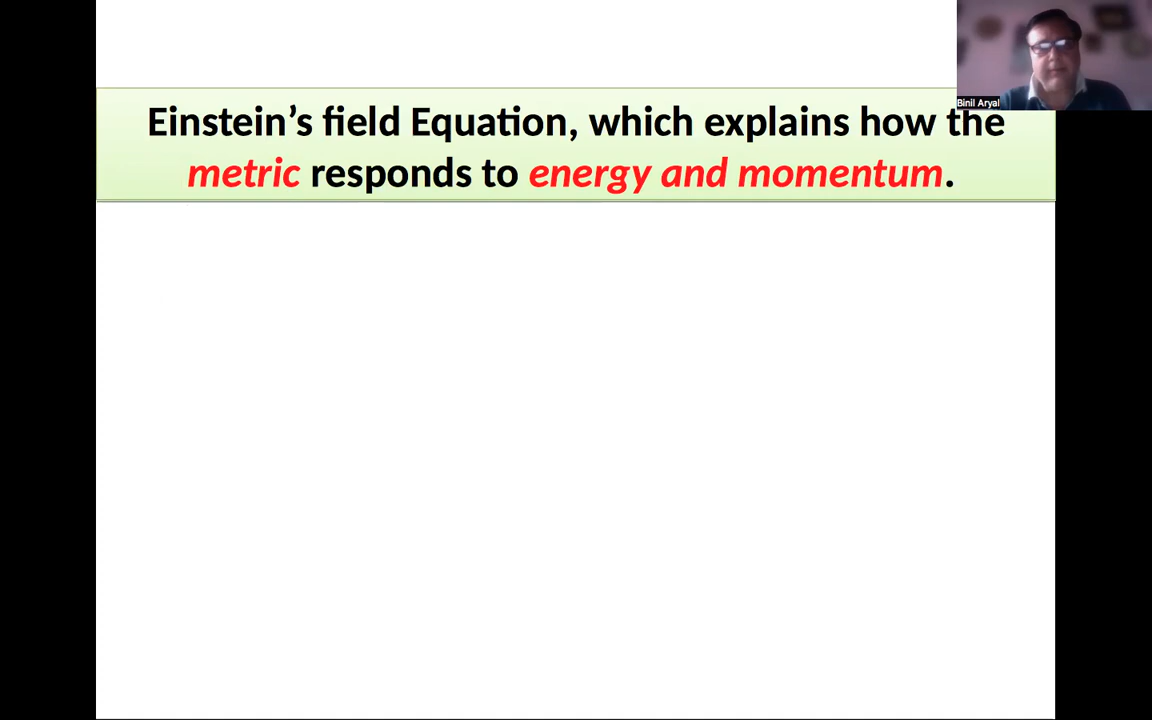 Einstein’s field Equation, which explains how the
metric responds to energy and momentum.
Binil Aryal